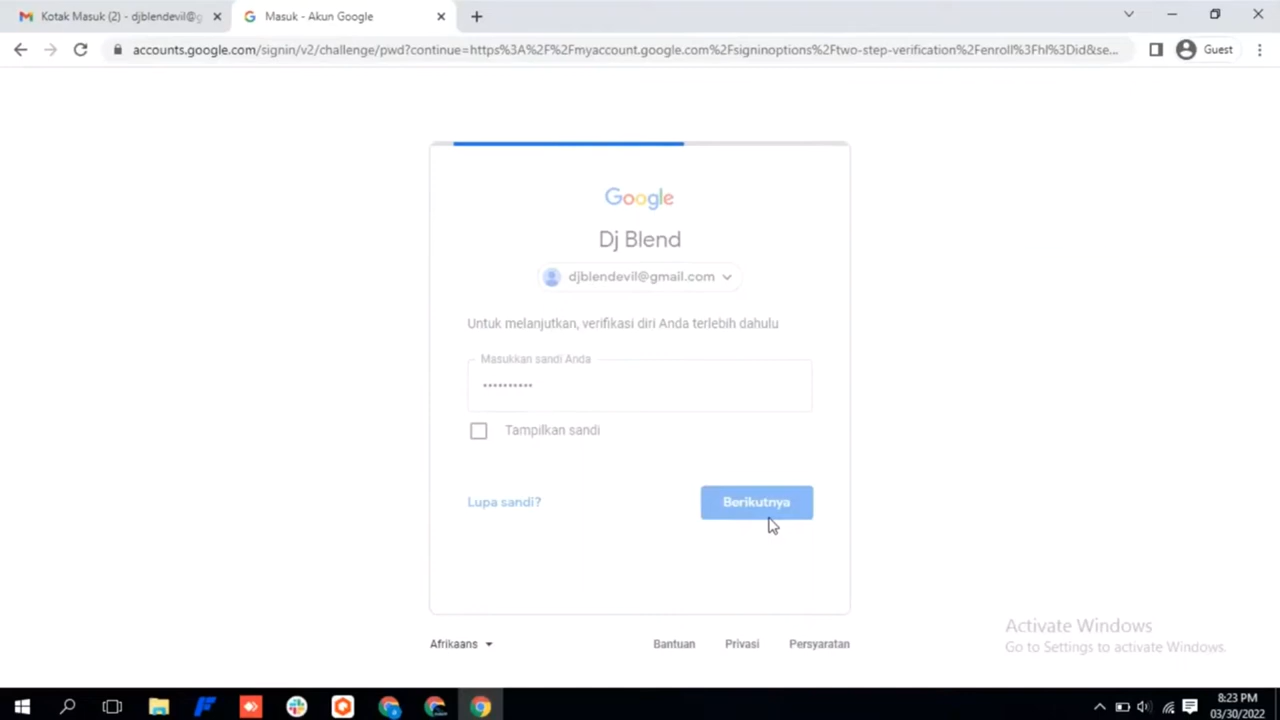 Kotak Masuk (2) - djblendevil@g
Masuk - Akun Google
accounts.google.com/signin/v2/challenge/pwd?continue=https%3A%2F%2Fmyaccount.google.com%2Fsigninoptions%2Ftwo-step-verification%2Fenroll%3Fhl%3Did&se...
Guest
Google
Dj Blend
djblendevil@gmail.com
Untuk melanjutkan, verifikasi diri Anda terlebih dahulu
Masukkan sandi Anda
••••••••••
Tampilkan sandi
Lupa sandi?
Berikutnya
Afrikaans
Bantuan
Privasi
Persyaratan
Activate Windows
Go to Settings to activate Windows.
8:23 PM
03/30/2022